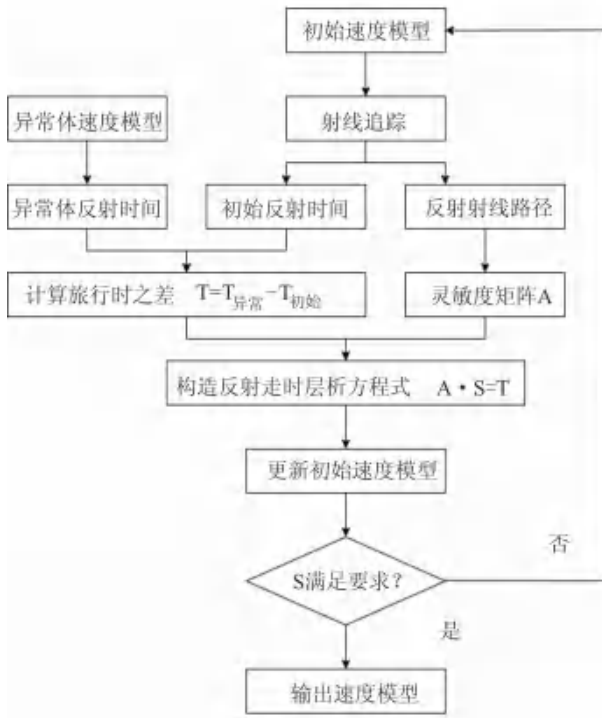 初始速度模型
异常体速度模型
射线追踪
异常体反射时间
初始反射时间
反射射线路径
计算旅行时之差 T=T异常-T初始
灵敏度矩阵A
构造反射走时层析方程式 A·S=T
更新初始速度模型
否
S满足要求？
是
输出速度模型